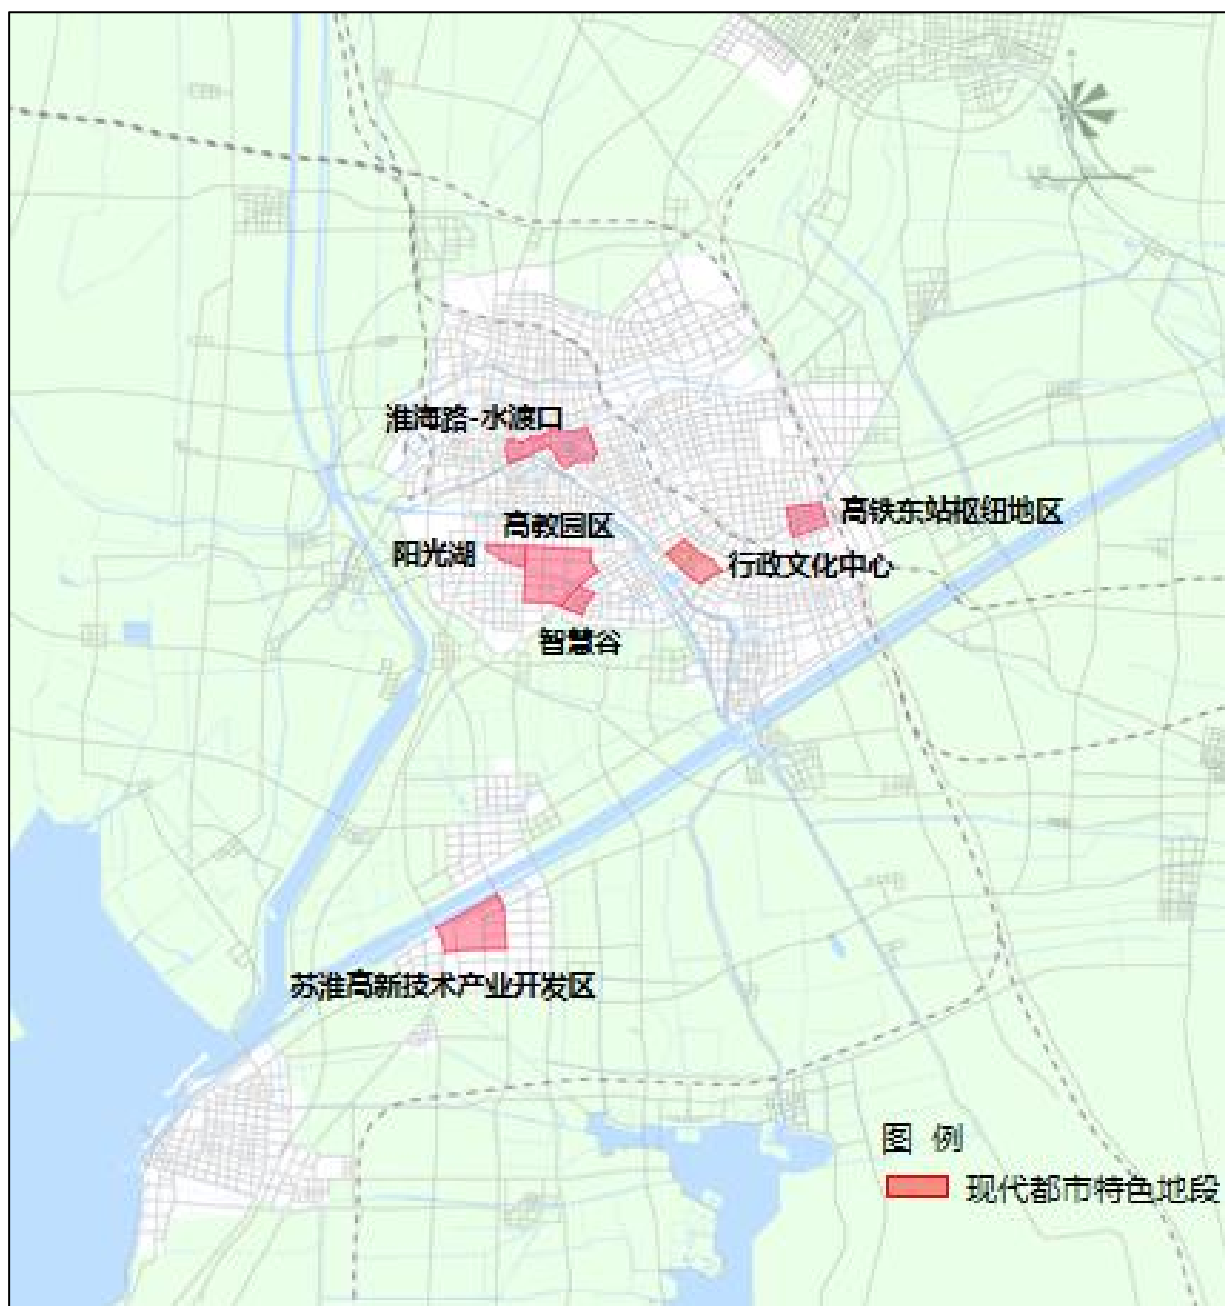 淮海路-水渡口
高铁东站枢纽地区
高教园区
阳光湖
行政文化中心
智慧谷
苏淮高新技术产业开发区
图 例
现代都市特色地段